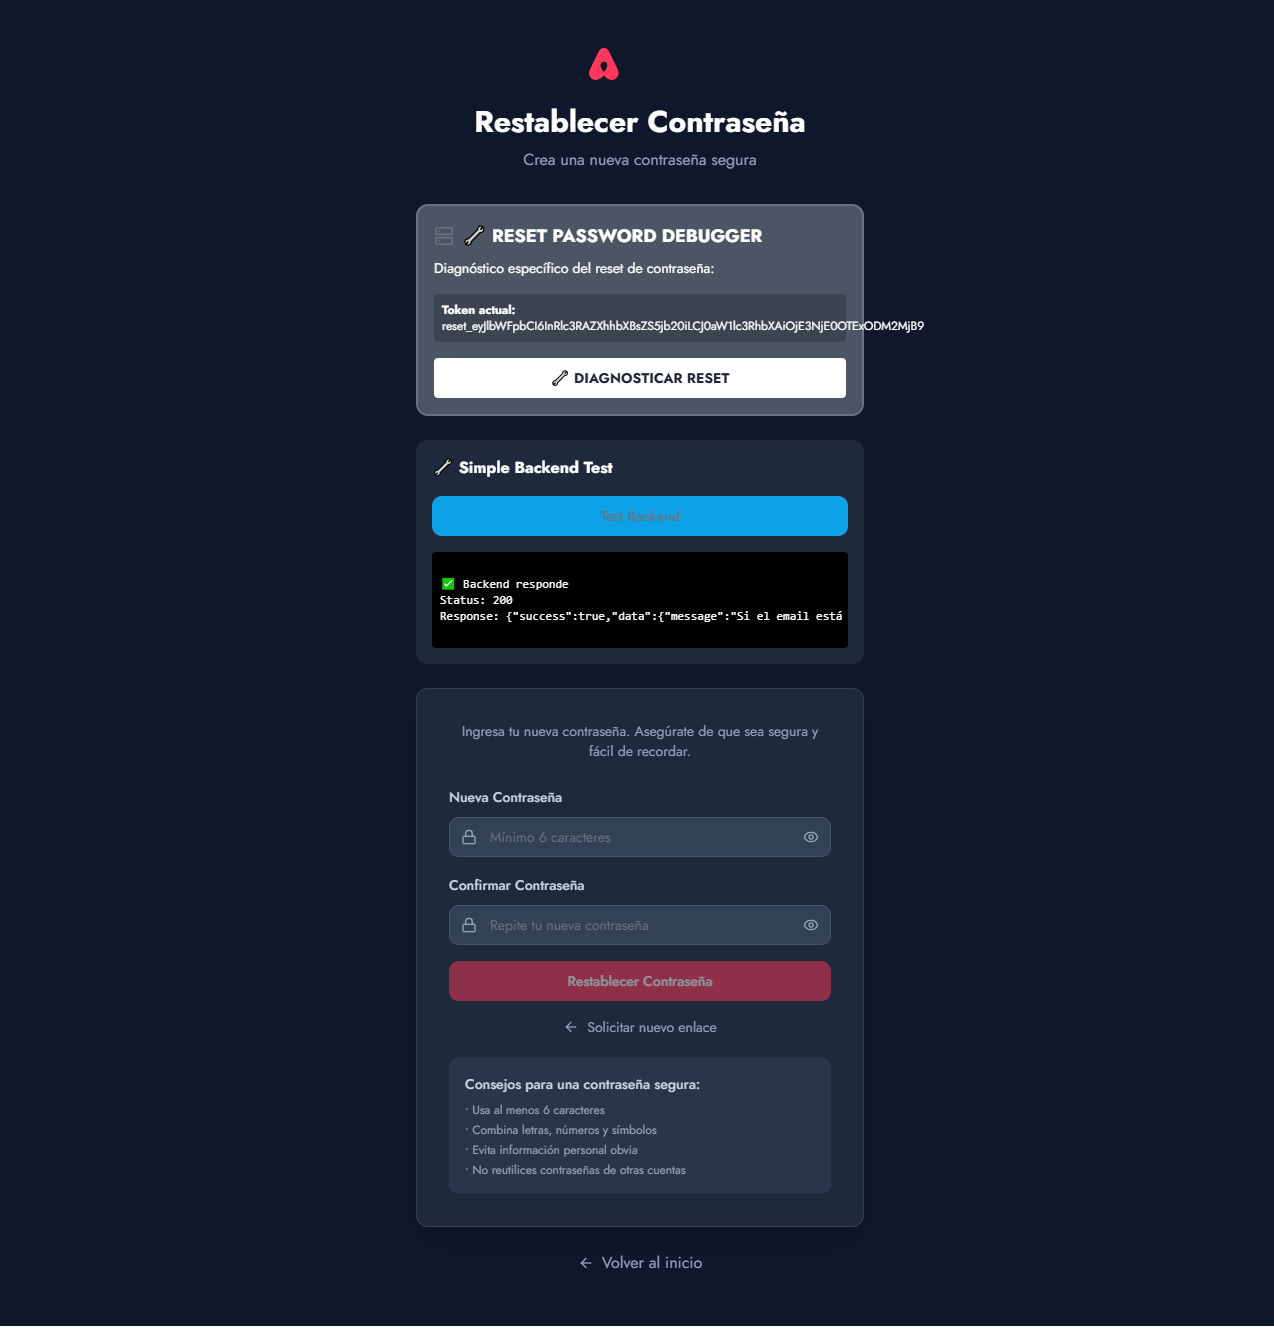 Restablecer Contraseña
Crea una nueva contraseña segura
RESET PASSWORD DEBUGGER
Diagnóstico específico del reset de contraseña:
Token actual:
reset_eyJlbWFpbCI6InRlc3RAZXhhbXBsZS5jb20iLCJ0aW1lc3RhbXAiOjE3NjE0OTExODM2MjB9
DIAGNOSTICAR RESET
Simple Backend Test
Test Backend
✅ Backend responde
Status: 200
Response: {"success":true,"data":{"message":"Si el email está
Ingresa tu nueva contraseña. Asegúrate de que sea segura y
fácil de recordar.
Nueva Contraseña
Mínimo 6 caracteres
Confirmar Contraseña
Repite tu nueva contraseña
Restablecer Contraseña
← Solicitar nuevo enlace
Consejos para una contraseña segura:
· Usa al menos 6 caracteres
· Combina letras, números y símbolos
· Evita información personal obvia
· No reutilices contraseñas de otras cuentas
← Volver al inicio